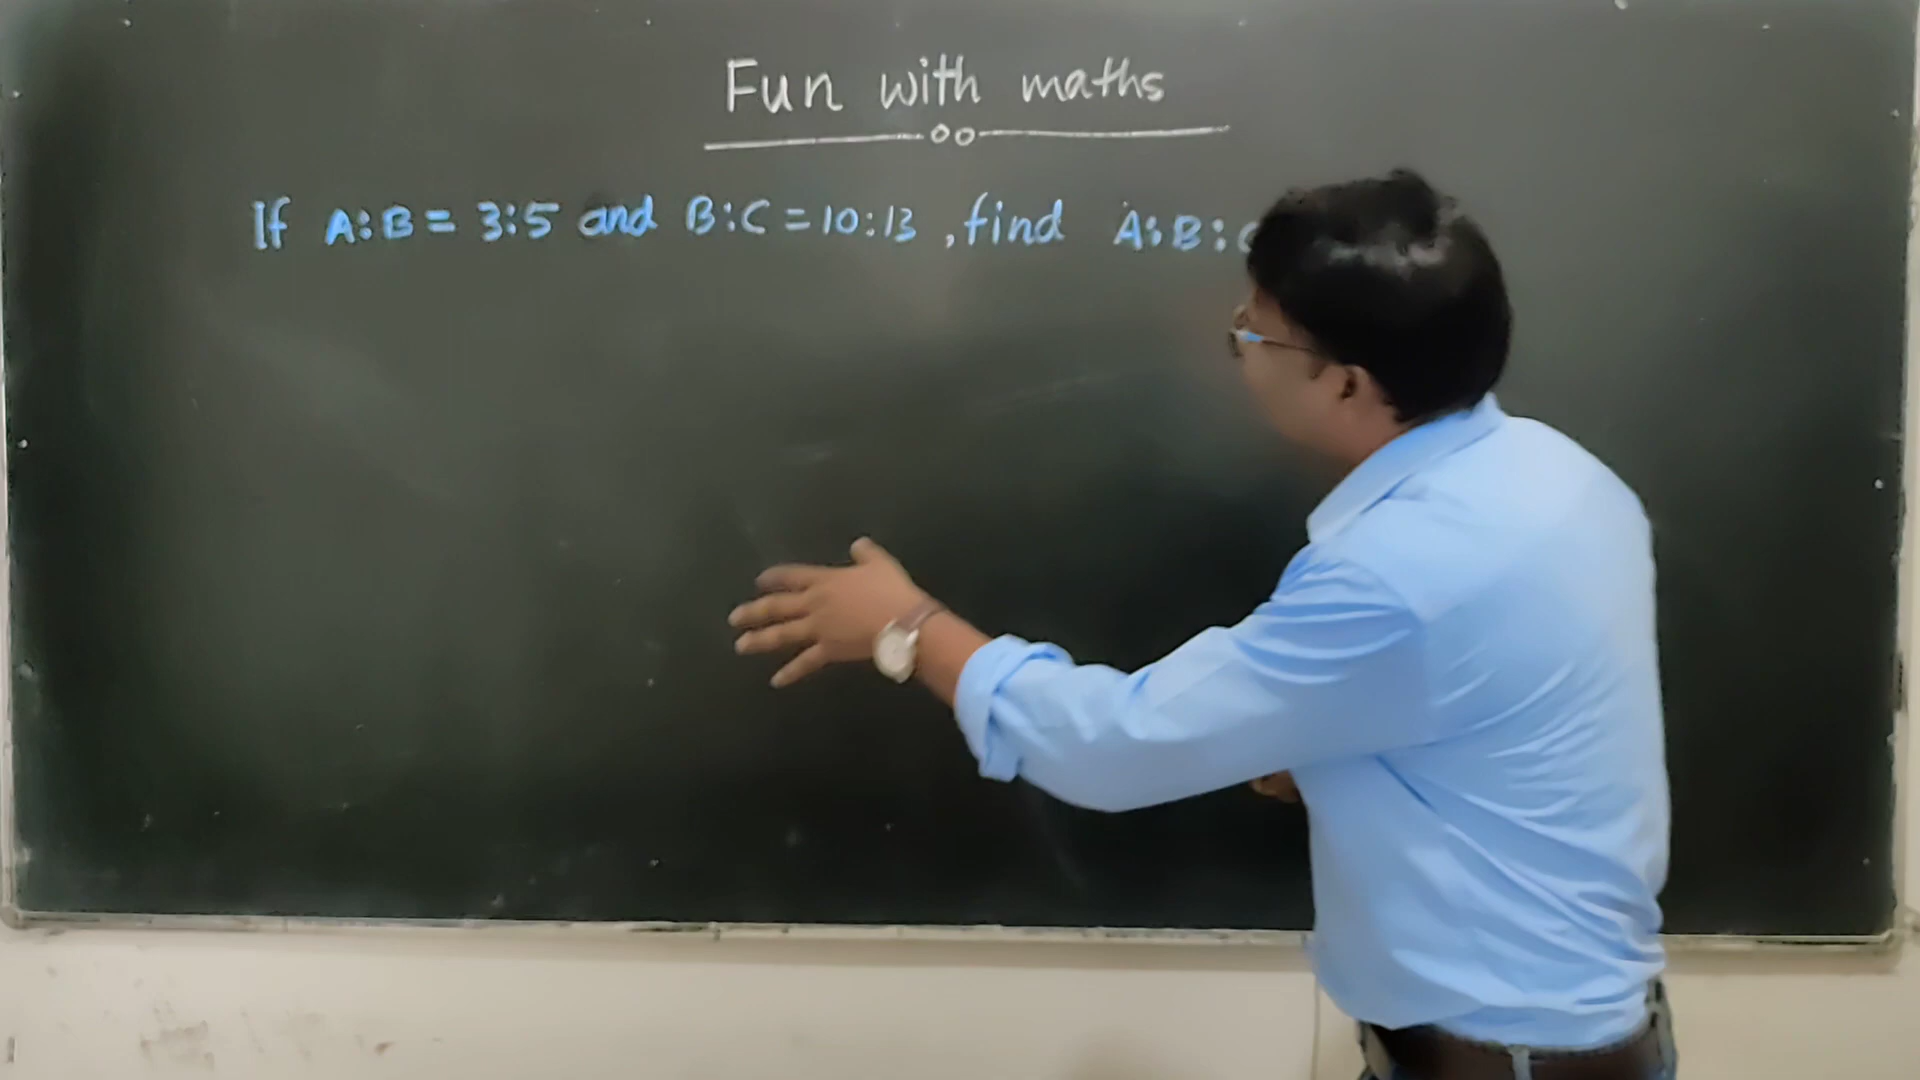 Fun with maths
If A:B = 3:5 and B:C = 10:13 , find A:B:C